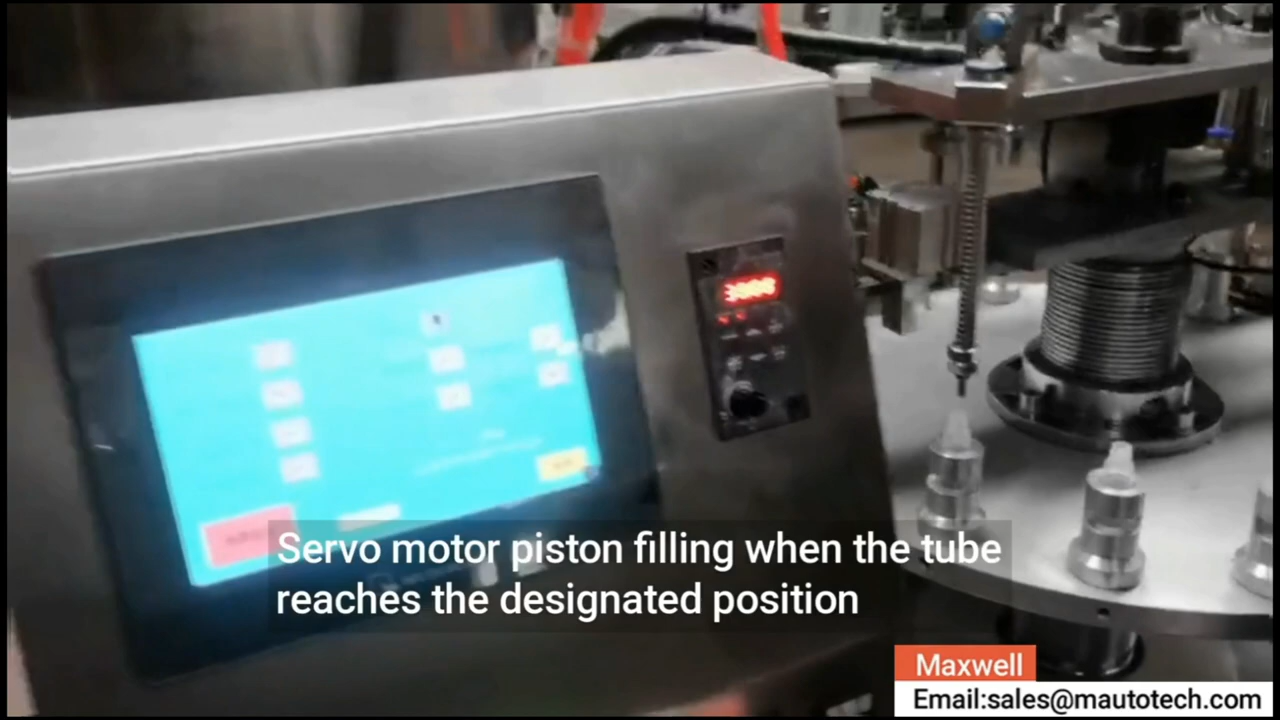 Servo motor piston filling when the tube
reaches the designated position
Maxwell
Email:sales@mautotech.com